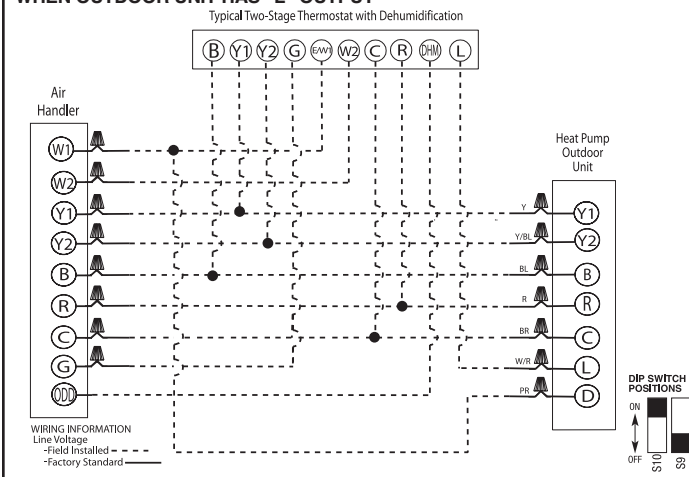 WHEN OUTDOOR UNIT HAS "L" OUTPUT
Typical Two-Stage Thermostat with Dehumidification
B Y1 Y2 G E/W1 W2 C R DHM L
Air
Handler
W1
W2
Y1
Y2
B
R
C
G
ODD
Heat Pump
Outdoor
Unit
Y Y1
Y/BL Y2
BL B
R R
BR C
W/R L
PR D
DIP SWITCH
POSITIONS
ON
OFF
S10 S9
WIRING INFORMATION
Line Voltage
-Field Installed
-Factory Standard